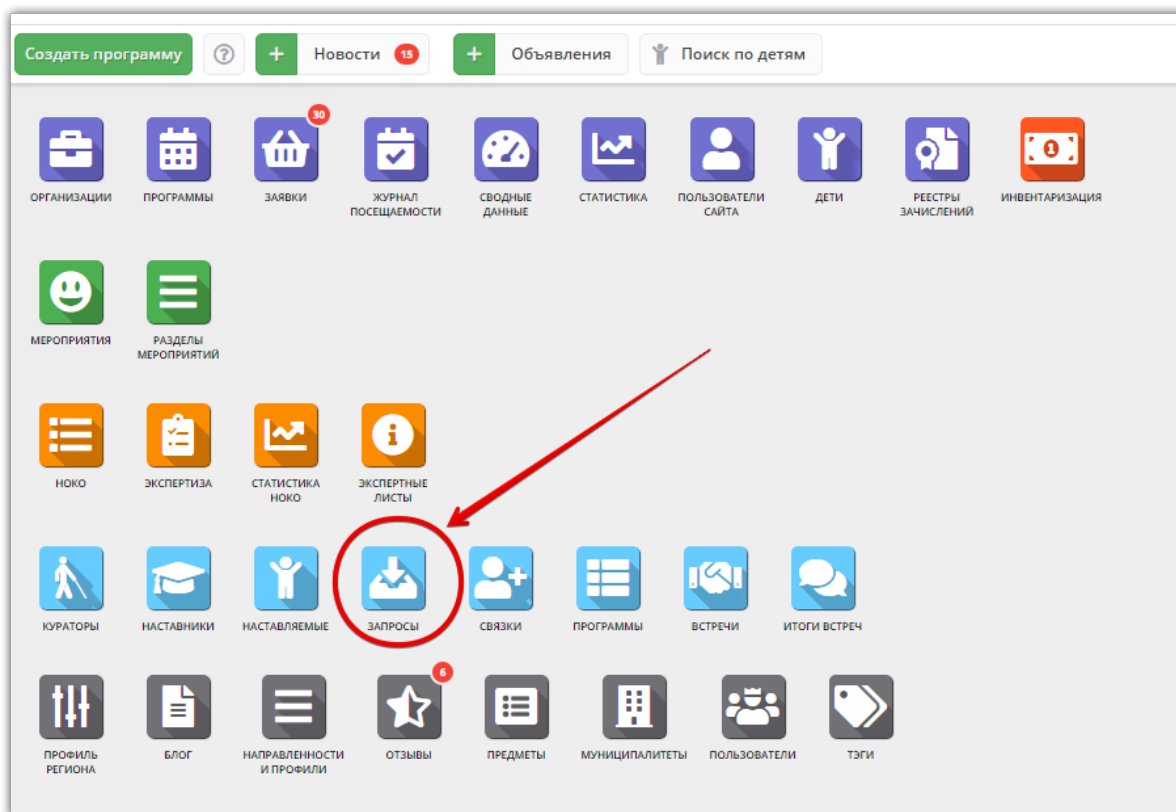 Создать программу
?
+ Новости 15
+ Объявления
Поиск по детям
30
ОРГАНИЗАЦИИ
ПРОГРАММЫ
ЗАЯВКИ
ЖУРНАЛ
ПОСЕЩАЕМОСТИ
СВОДНЫЕ
ДАННЫЕ
СТАТИСТИКА
ПОЛЬЗОВАТЕЛИ
САЙТА
ДЕТИ
РЕЕСТРЫ
ЗАЧИСЛЕНИЙ
1
ИНВЕНТАРИЗАЦИЯ
МЕРОПРИЯТИЯ
РАЗДЕЛЫ
МЕРОПРИЯТИЙ
НОКО
ЭКСПЕРТИЗА
СТАТИСТИКА
НОКО
ЭКСПЕРТНЫЕ
ЛИСТЫ
КУРАТОРЫ
НАСТАВНИКИ
НАСТАВЛЯЕМЫЕ
ЗАПРОСЫ
СВЯЗКИ
ПРОГРАММЫ
ВСТРЕЧИ
ИТОГИ ВСТРЕЧ
6
ПРОФИЛЬ
РЕГИОНА
БЛОГ
НАПРАВЛЕННОСТИ
И ПРОФИЛИ
ОТЗЫВЫ
ПРЕДМЕТЫ
МУНИЦИПАЛИТЕТЫ
ПОЛЬЗОВАТЕЛИ
ТЭГИ